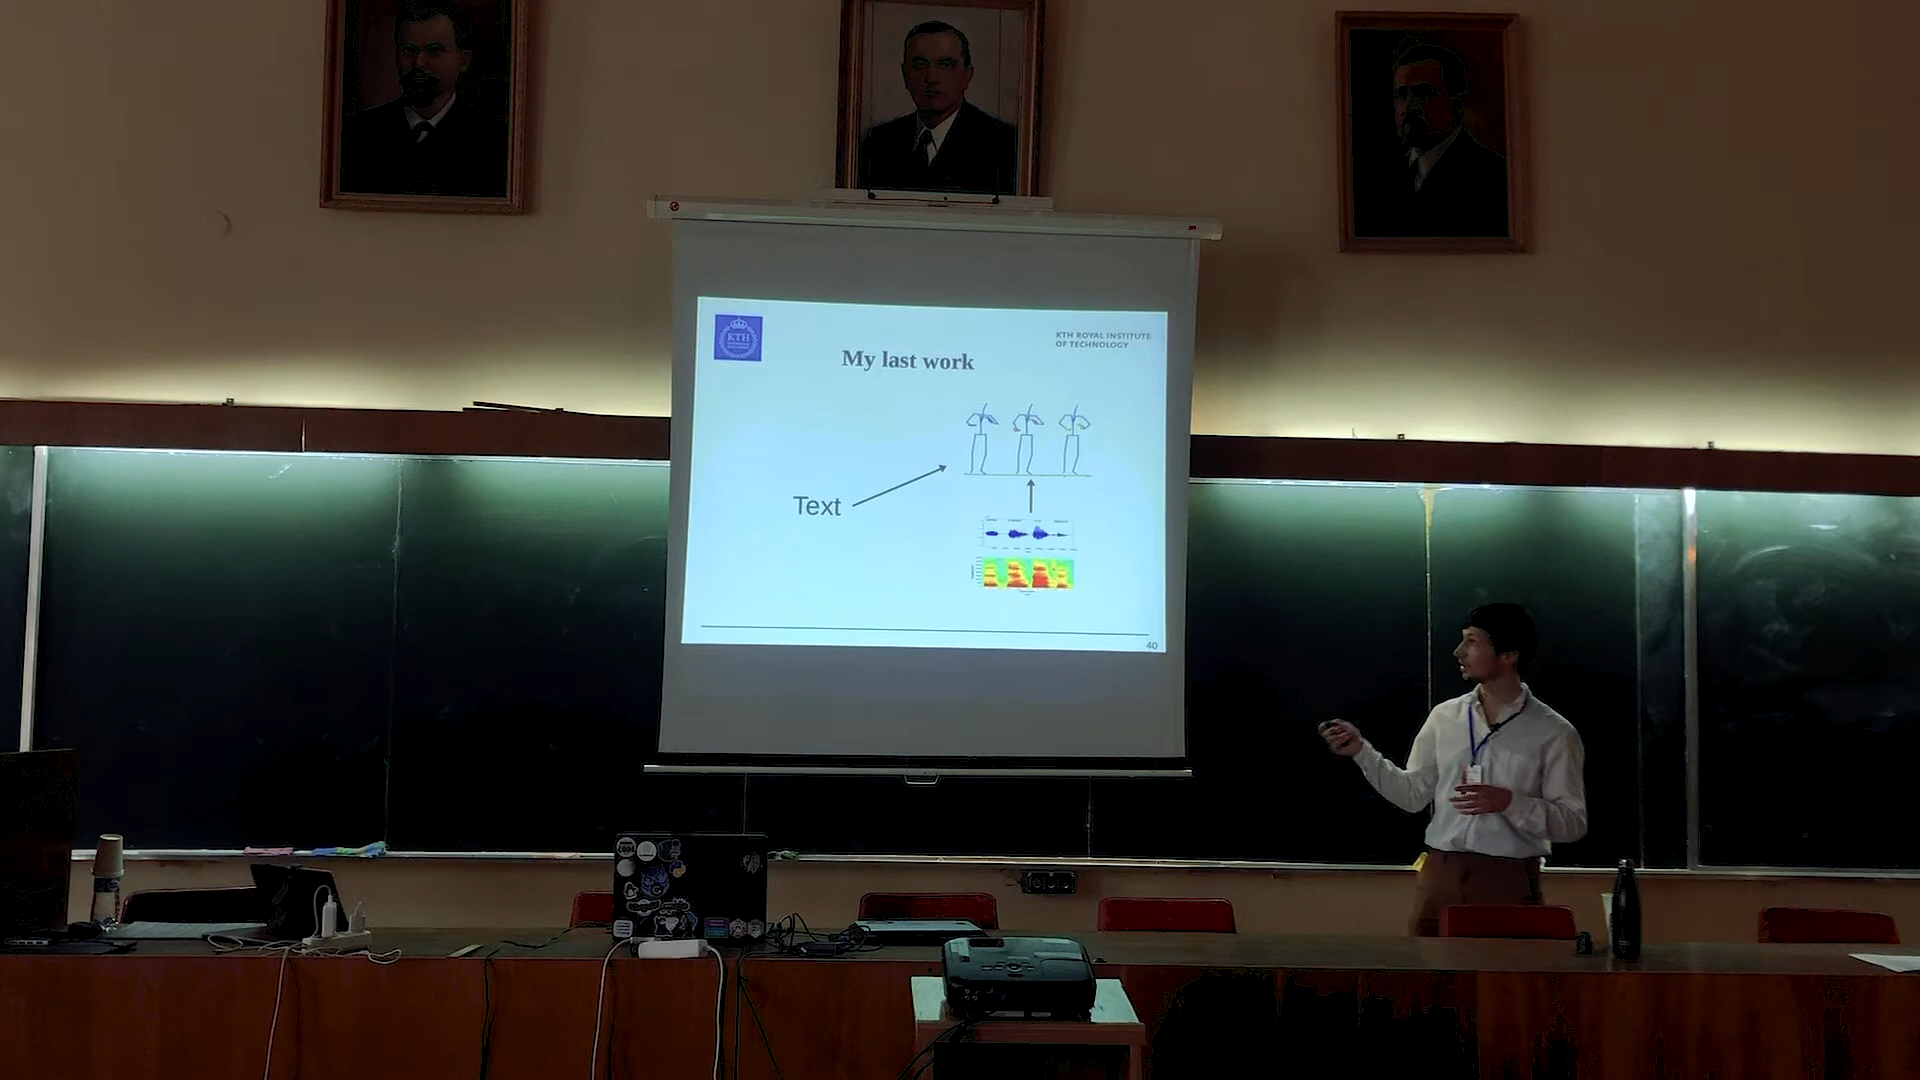 KTH
KTH ROYAL INSTITUTE
OF TECHNOLOGY
My last work
Text
40